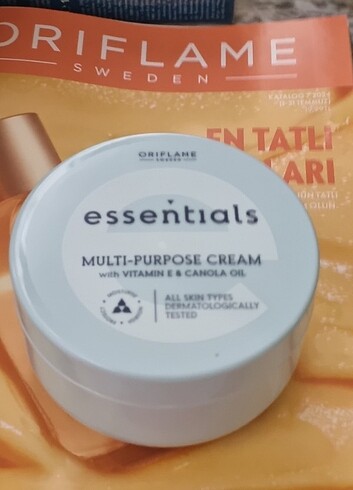 ORIFLAME
SWEDEN
EN TATLI
LARI
ORIFLAME
SWEDEN
essentials
MULTI-PURPOSE CREAM
with VITAMIN E & CANOLA OIL
ALL SKIN TYPES
DERMATOLOGICALLY
TESTED